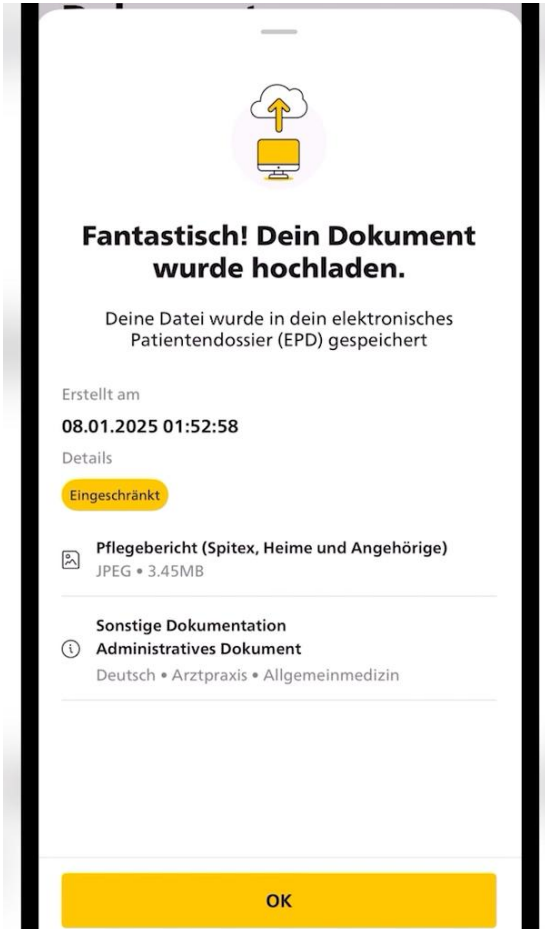 Fantastisch! Dein Dokument
wurde hochladen.
Deine Datei wurde in dein elektronisches
Patientendossier (EPD) gespeichert
Erstellt am
08.01.2025 01:52:58
Details
Eingeschränkt
Pflegebericht (Spitex, Heime und Angehörige)
JPEG • 3.45MB
Sonstige Dokumentation
Administratives Dokument
Deutsch • Arztpraxis • Allgemeinmedizin
OK